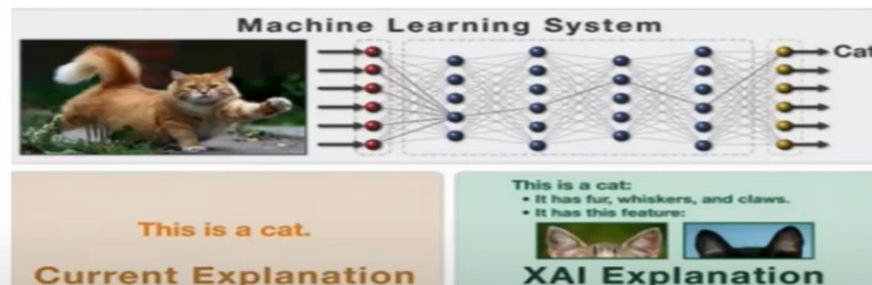 Machine Learning System
Cat
This is a cat.
Current Explanation
This is a cat:
• It has fur, whiskers, and claws.
• It has this feature:
XAI Explanation